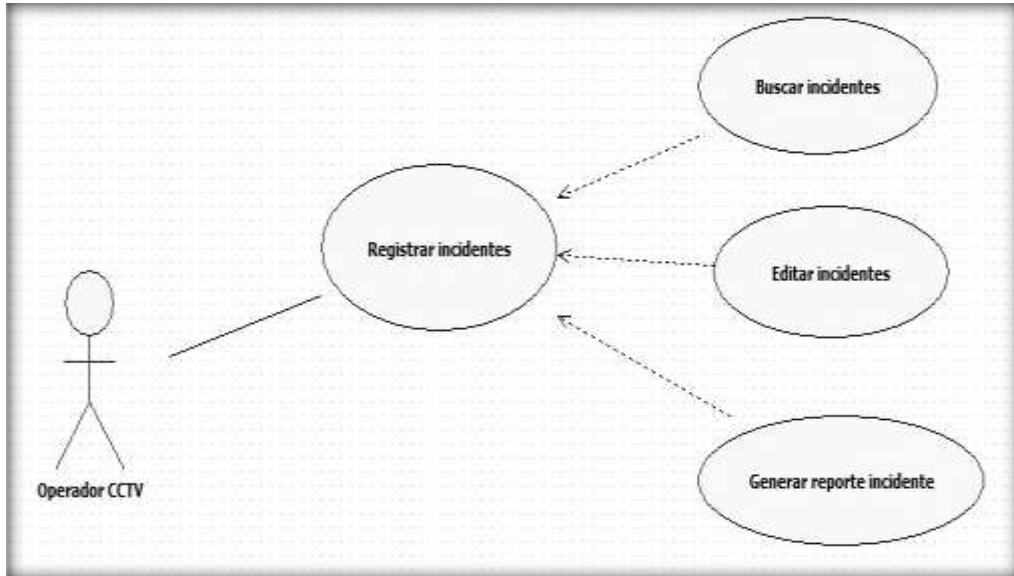 Buscar incidentes
Registrar incidentes
Editar incidentes
Operador CCTV
Generar reporte incidente